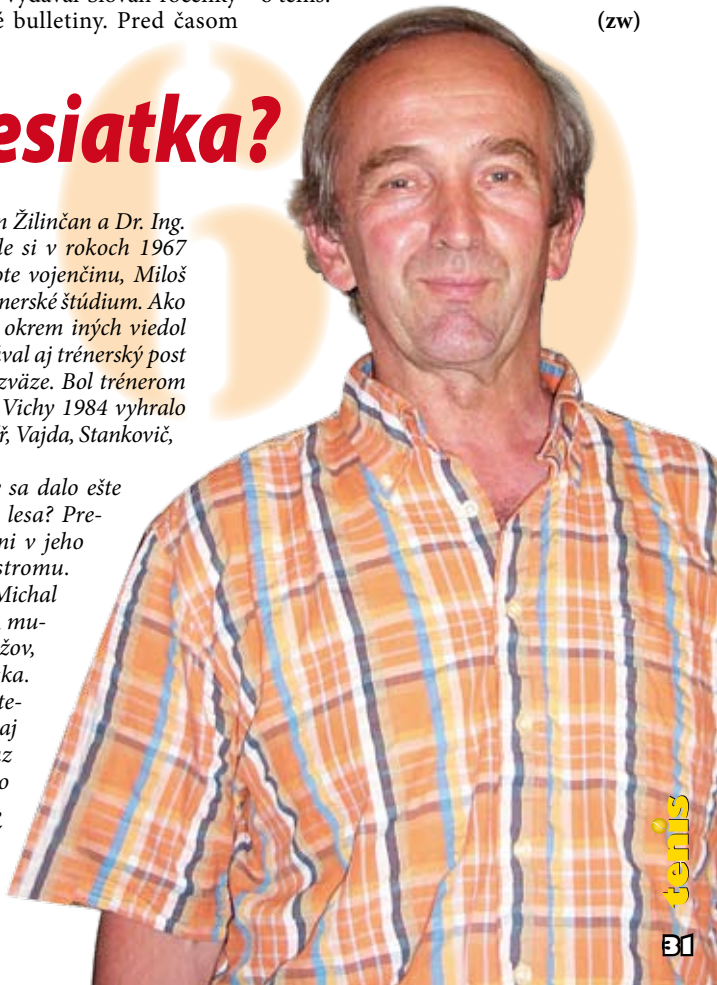 vydával Slovan ročenky o tenis.
é bulletiny. Pred časom
(zw)
60
esiatka?
n Žilinčan a Dr. Ing.
le si v rokoch 1967
ote vojenčinu, Miloš
nerské štúdium. Ako
okrem iných viedol
val aj trénerský post
zväze. Bol trénerom
Vichy 1984 vyhralo
ř, Vajda, Stankovič,
sa dalo ešte
lesa? Pre-
ni v jeho
stromu.
Michal
mu-
žov,
ka.
te-
aj
z
o
tenis
31